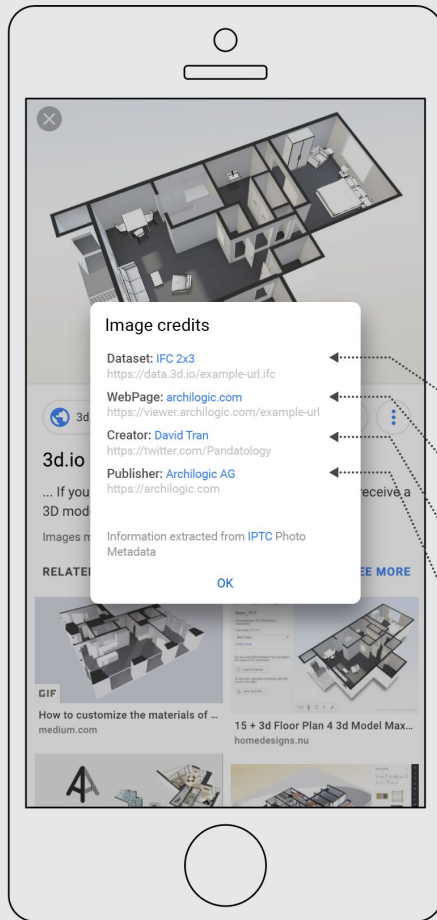 Image credits
Dataset: IFC 2x3
https://data.3d.io/example-url.ifc
WebPage: archilogic.com
https://viewer.archilogic.com/example-url
Creator: David Tran
https://twitter.com/Pandatology
Publisher: Archilogic AG
https://archilogic.com
Information extracted from IPTC Photo
Metadata
OK
3d
3d.io
... If you
receive a
3D mod
Images m
RELATE
EE MORE
GIF
How to customize the materials of ...
medium.com
15 + 3d Floor Plan 4 3d Model Max...
homedesigns.nu